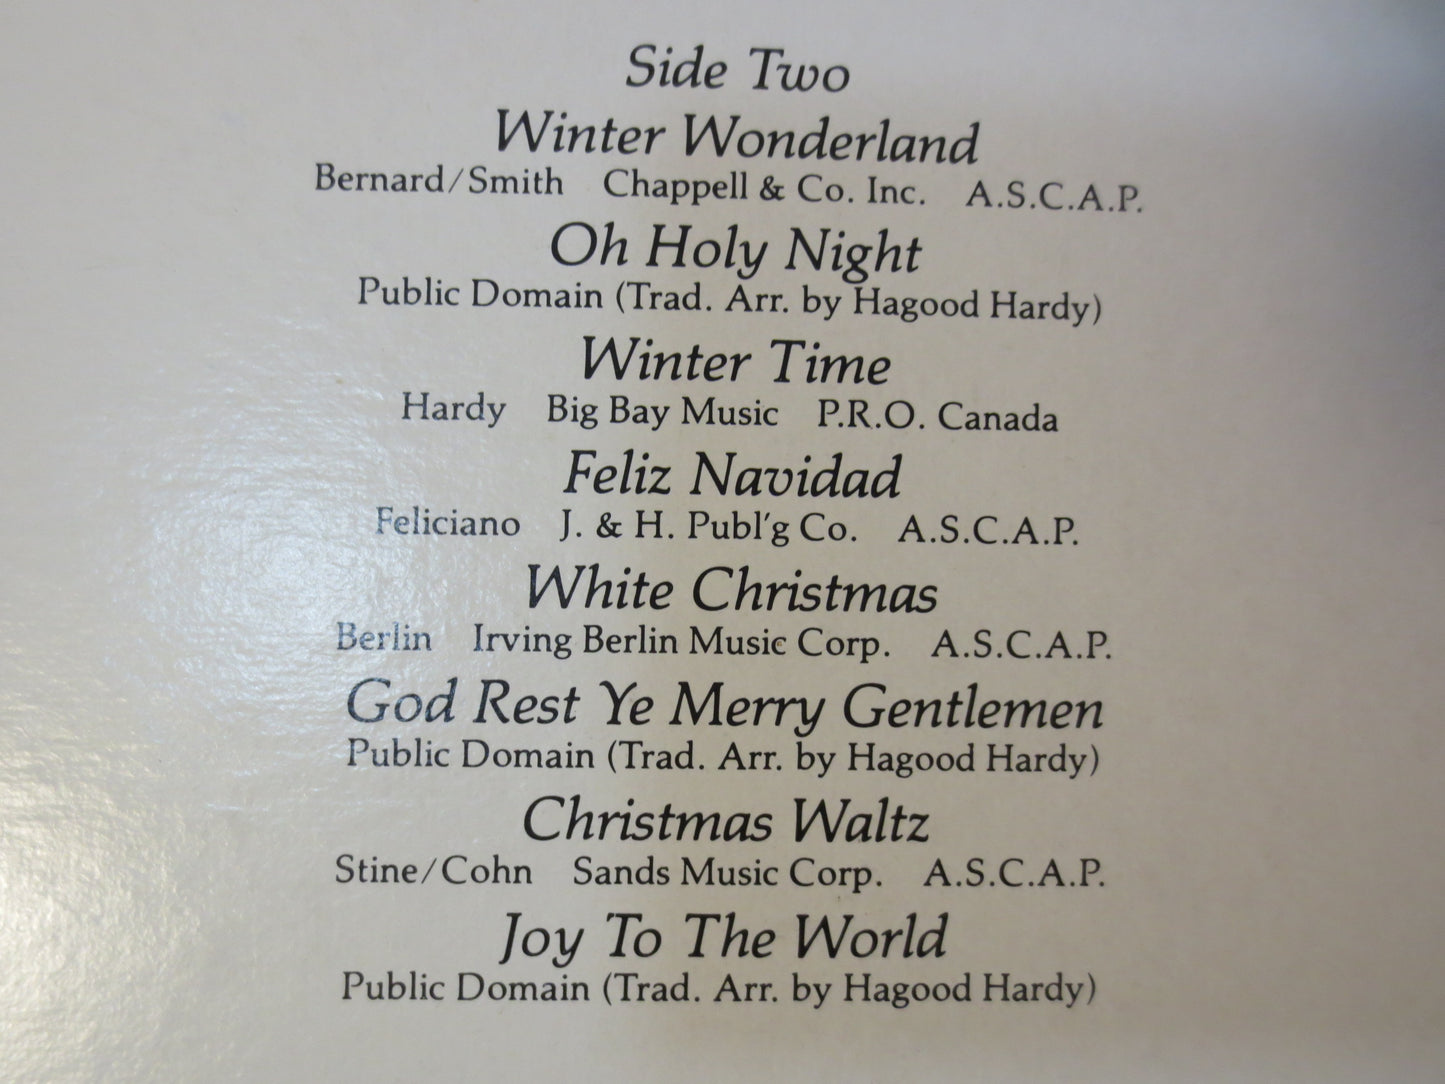 Side Two
Winter Wonderland
Bernard/Smith Chappell & Co. Inc. A.S.C.A.P.
Oh Holy Night
Public Domain (Trad. Arr. by Hagood Hardy)
Winter Time
Hardy Big Bay Music P.R.O. Canada
Feliz Navidad
Feliciano J. & H. Publ'g Co. A.S.C.A.P.
White Christmas
Berlin Irving Berlin Music Corp. A.S.C.A.P.
God Rest Ye Merry Gentlemen
Public Domain (Trad. Arr. by Hagood Hardy)
Christmas Waltz
Stine/Cohn Sands Music Corp. A.S.C.A.P.
Joy To The World
Public Domain (Trad. Arr. by Hagood Hardy)